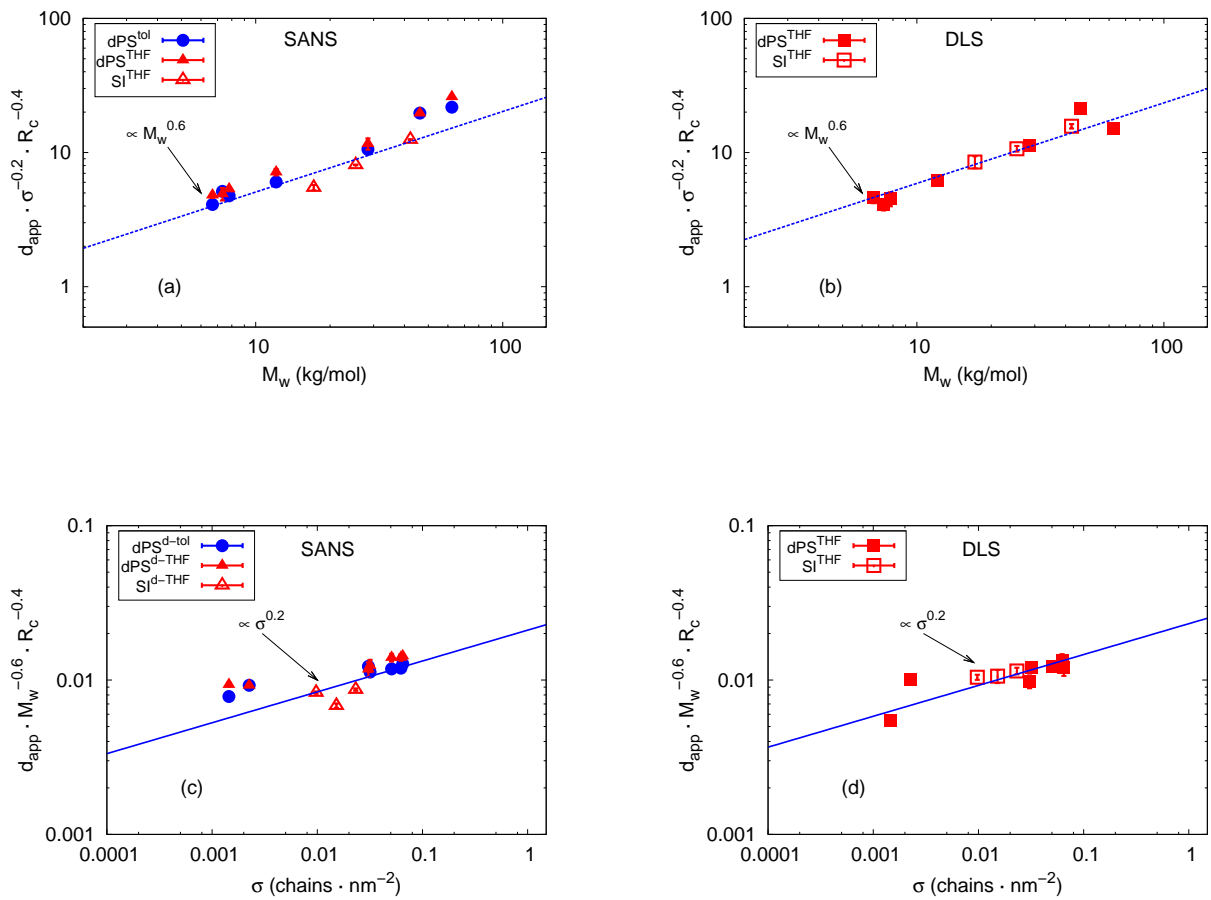 dPS^tol
dPS^THF
SI^THF
SANS
100
10
1
∝ M_w^0.6
(a)
10
100
M_w (kg/mol)
d_app · σ^−0.2 · R_c^−0.4
dPS^THF
SI^THF
DLS
100
10
1
∝ M_w^0.6
(b)
10
100
M_w (kg/mol)
d_app · σ^−0.2 · R_c^−0.4
dPS^d−tol
dPS^d−THF
SI^d−THF
SANS
0.1
0.01
0.001
∝ σ^0.2
(c)
0.0001
0.001
0.01
0.1
1
σ (chains · nm^−2)
d_app · M_w^−0.6 · R_c^−0.4
dPS^THF
SI^THF
DLS
0.1
0.01
0.001
∝ σ^0.2
(d)
0.0001
0.001
0.01
0.1
1
σ (chains · nm^−2)
d_app · M_w^−0.6 · R_c^−0.4